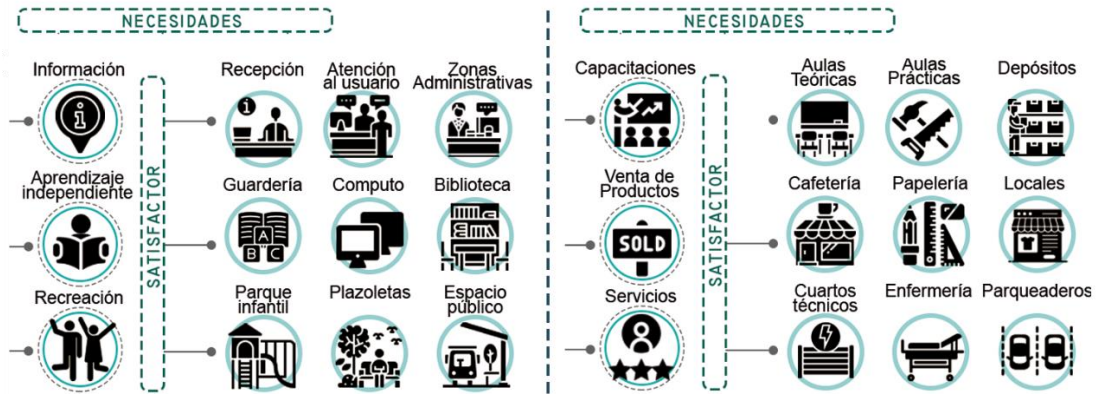 NECESIDADES
Información
Recepción
Atención
al usuario
Zonas
Administrativas
Aprendizaje
independiente
Guardería
Computo
Biblioteca
A
B C
Recreación
Parque
infantil
Plazoletas
Espacio
público
SATISFACTOR
NECESIDADES
Capacitaciones
Aulas
Teóricas
Aulas
Prácticas
Depósitos
Venta de
Productos
SOLD
Cafetería
Papelería
Locales
Servicios
Cuartos
técnicos
Enfermería
Parqueaderos
SATISFACTOR